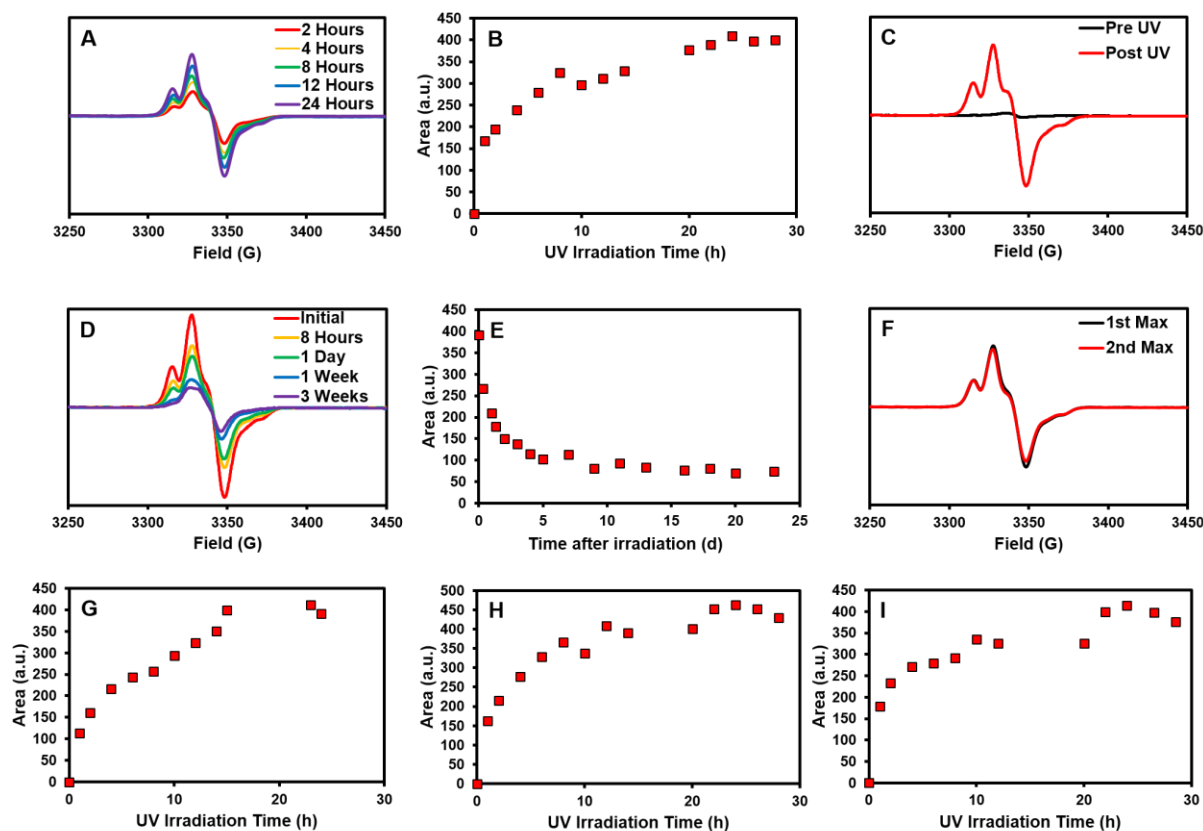 A
2 Hours
4 Hours
8 Hours
12 Hours
24 Hours
3250 3300 3350 3400 3450
Field (G)
B
Area (a.u.)
450
400
350
300
250
200
150
100
50
0
0 10 20 30
UV Irradiation Time (h)
C
Pre UV
Post UV
3250 3300 3350 3400 3450
Field (G)
D
Initial
8 Hours
1 Day
1 Week
3 Weeks
3250 3300 3350 3400 3450
Field (G)
E
Area (a.u.)
450
400
350
300
250
200
150
100
50
0
0 5 10 15 20 25
Time after irradiation (d)
F
1st Max
2nd Max
3250 3300 3350 3400 3450
Field (G)
G
Area (a.u.)
450
400
350
300
250
200
150
100
50
0
0 10 20 30
UV Irradiation Time (h)
H
Area (a.u.)
500
450
400
350
300
250
200
150
100
50
0
0 10 20 30
UV Irradiation Time (h)
I
Area (a.u.)
450
400
350
300
250
200
150
100
50
0
0 10 20 30
UV Irradiation Time (h)